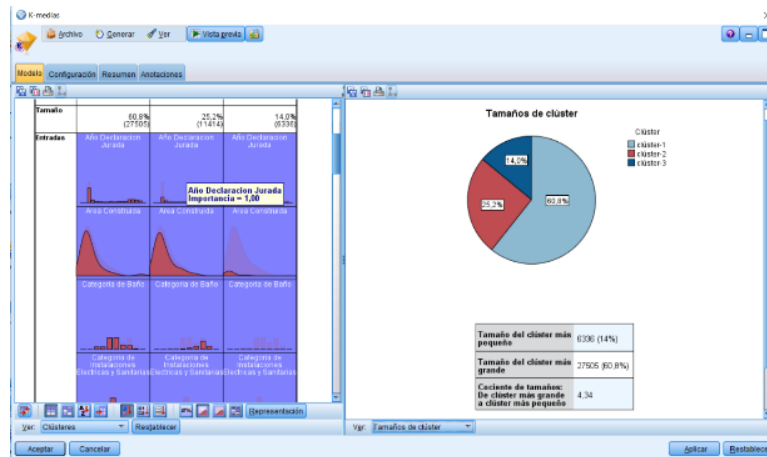 K-medias
Archivo Generar Ver Vista previa
Modelo Configuración Resumen Anotaciones
Tamaño
60,8%
(27505)
25,2%
(11414)
14,0%
(6336)
Entradas
Año Declaracion Jurada
Año Declaracion Jurada
Año Declaracion Jurada
Año Declaracion Jurada
Importancia = 1,00
Area Construida
Area Construida
Area Construida
Categoria de Baño
Categoria de Baño
Categoria de Baño
Categoria de Instalaciones Electricas y Sanitarias
Categoria de Instalaciones Electricas y Sanitarias
Categoria de Instalaciones Electricas y Sanitarias
Representación
Ver: Clústeres Restablecer
Aceptar Cancelar
Tamaños de clúster
Clúster
clúster-1
clúster-2
clúster-3
14,0%
25,2%
60,8%
Tamaño del clúster más pequeño
6336 (14%)
Tamaño del clúster más grande
27505 (60,8%)
Cociente de tamaños:
De clúster más grande
a clúster más pequeño
4,34
Ver: Tamaños de clúster
Aplicar Restablece